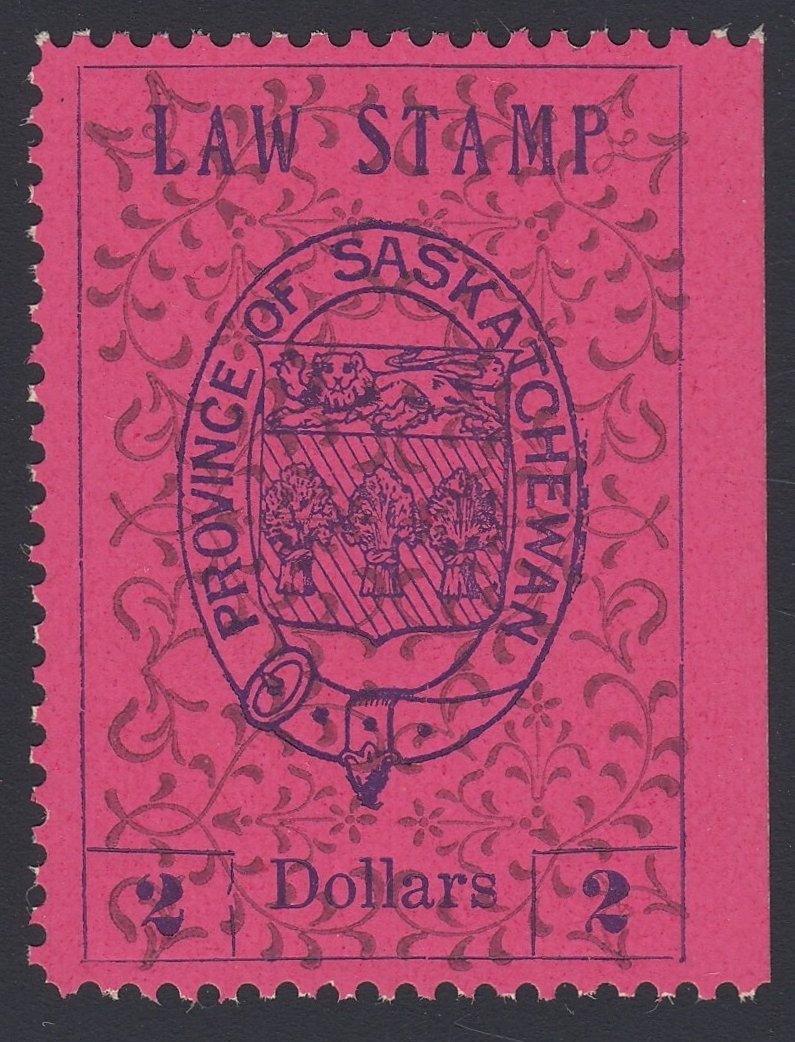 LAW STAMP
PROVINCE OF SASKATCHEWAN
2 Dollars 2